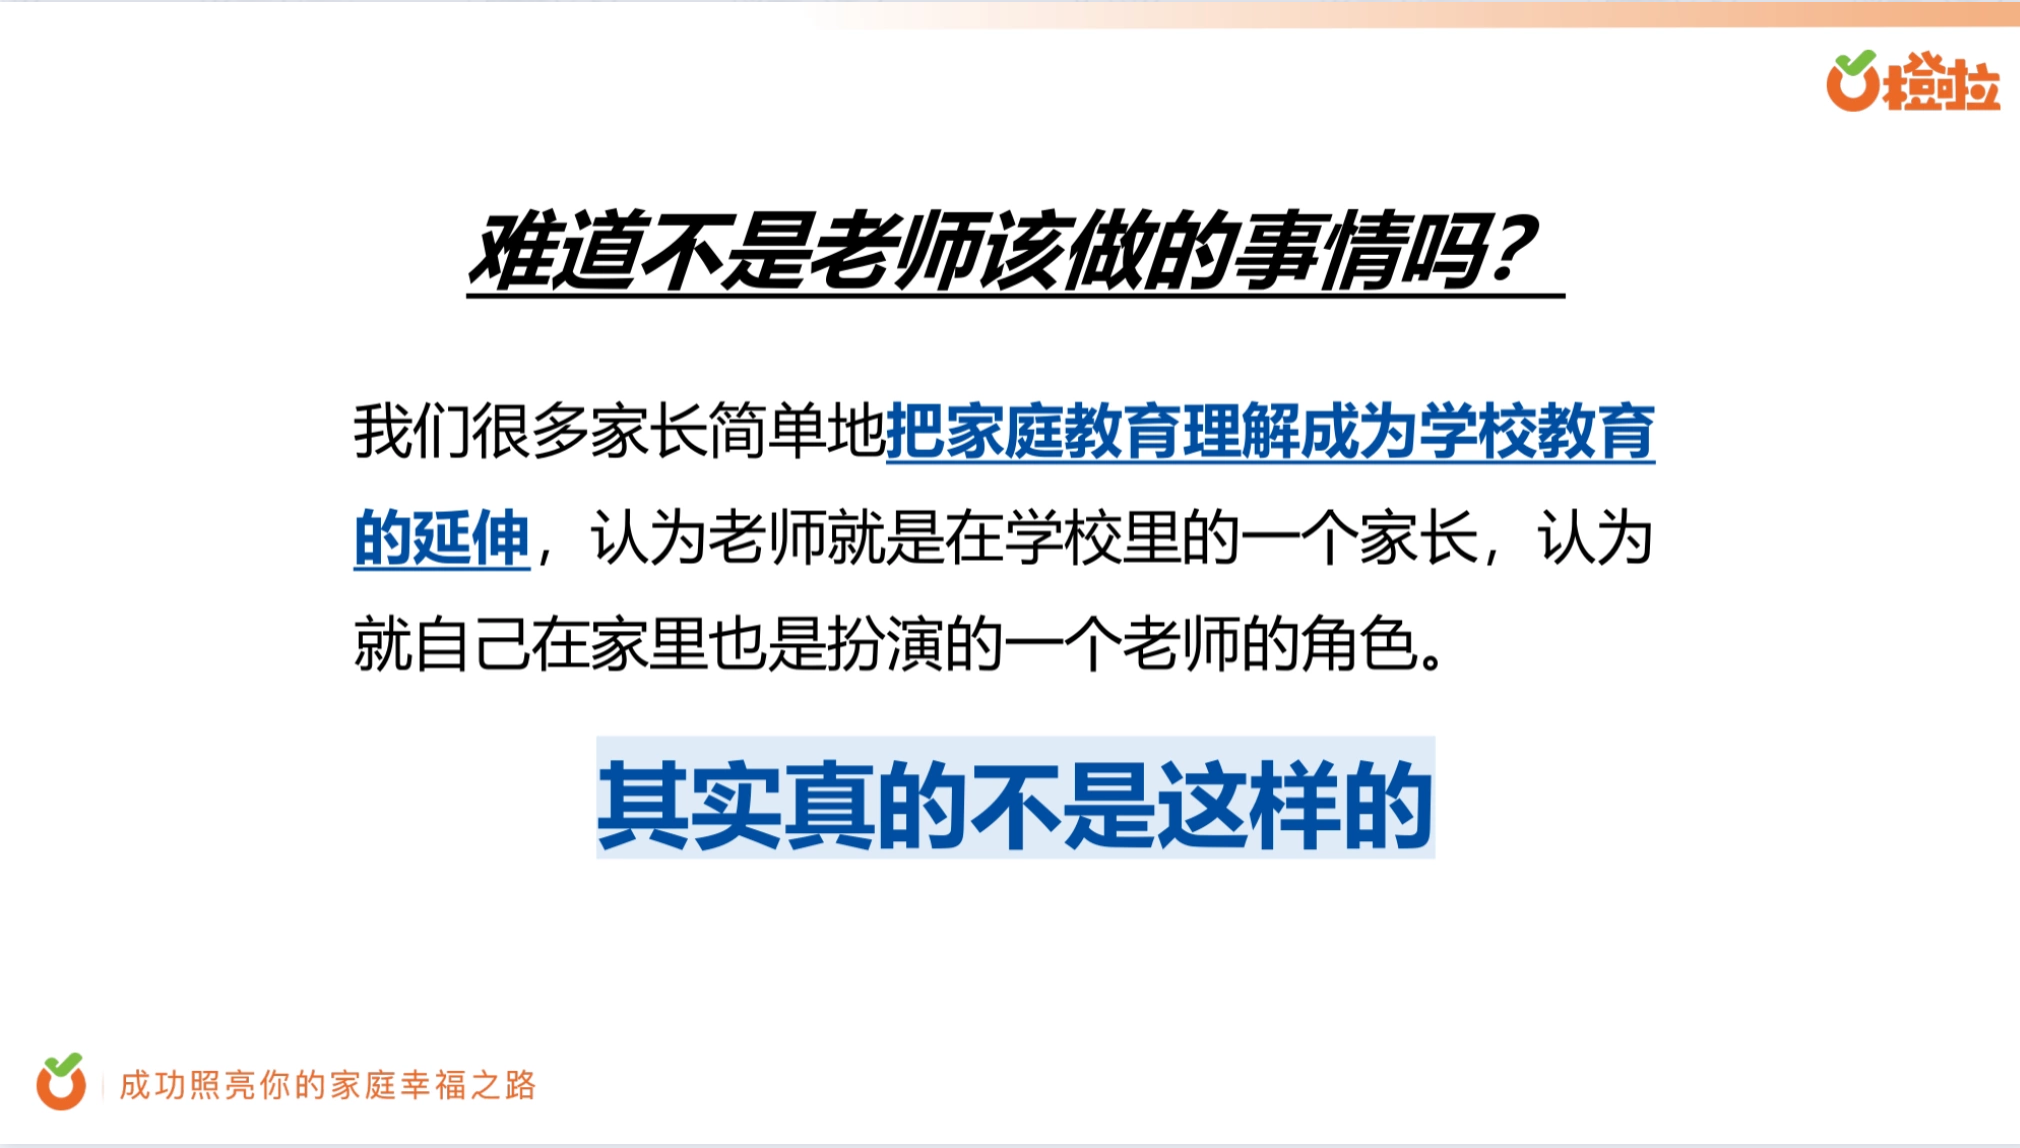 橙啦
难道不是老师该做的事情吗?
我们很多家长简单地把家庭教育理解成为学校教育
的延伸，认为老师就是在学校里的一个家长，认为
就自己在家里也是扮演的一个老师的角色。
其实真的不是这样的
成功照亮你的家庭幸福之路